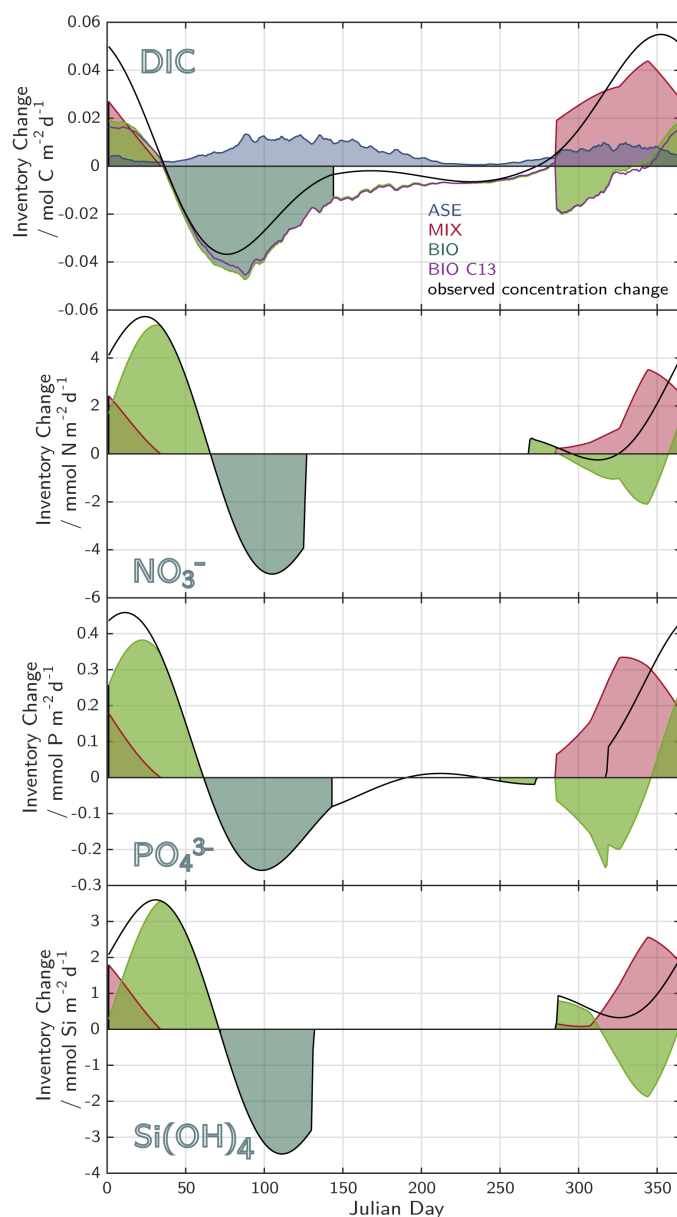 0.06
0.04
0.02
0
-0.02
-0.04
-0.06
Inventory Change
/ mol C m⁻² d⁻¹
DIC
ASE
MIX
BIO
BIO C13
observed concentration change
4
2
0
-2
-4
-6
Inventory Change
/ mmol N m⁻² d⁻¹
NO₃⁻
0.4
0.3
0.2
0.1
0
-0.1
-0.2
-0.3
Inventory Change
/ mmol P m⁻² d⁻¹
PO₄³⁻
3
2
1
0
-1
-2
-3
-4
Inventory Change
/ mmol Si m⁻² d⁻¹
Si(OH)₄
0 50 100 150 200 250 300 350
Julian Day